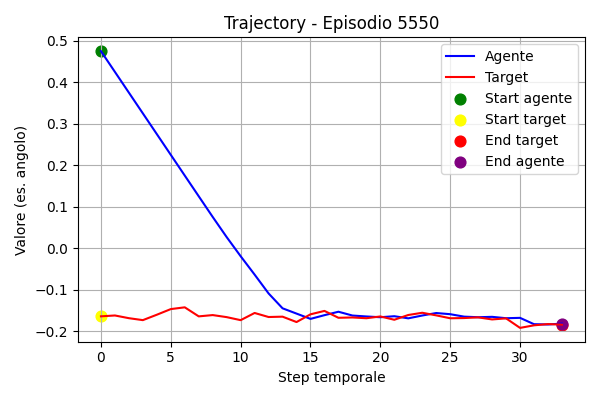 Trajectory - Episodio 5550
Valore (es. angolo)
0.5
0.4
0.3
0.2
0.1
0.0
−0.1
−0.2
Agente
Target
Start agente
Start target
End target
End agente
0 5 10 15 20 25 30
Step temporale